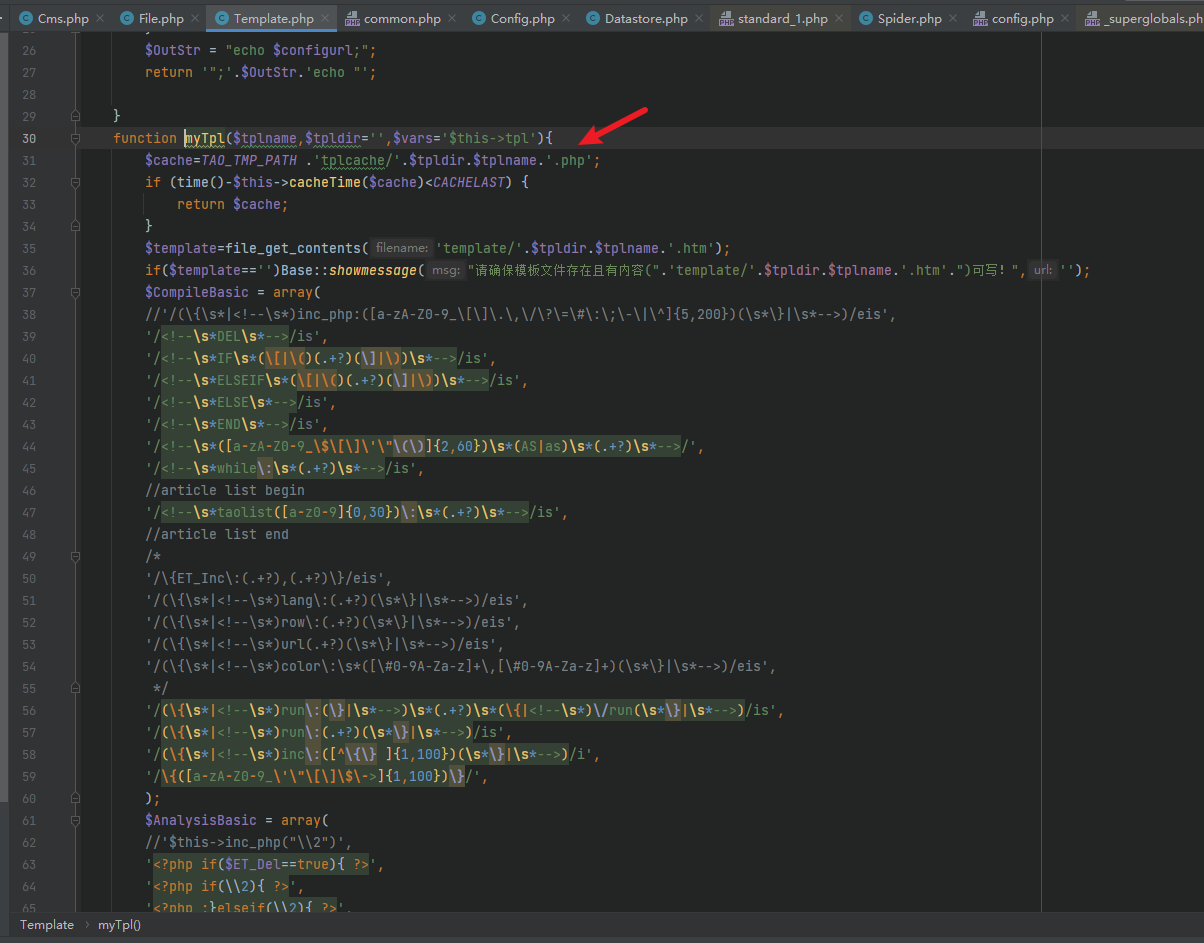 Cms.php × File.php × Template.php × common.php × Config.php × Datastore.php × standard_1.php × Spider.php × config.php × _superglobals.ph
26 $OutStr = "echo $configurl;";
27 return '";'.$OutStr.'echo "';
28
29 }
30 function myTpl($tplname,$tpldir='',$vars='$this->tpl'){
31 $cache=TAO_TMP_PATH .'tplcache/'.$tpldir.$tplname.'.php';
32 if (time()-$this->cacheTime($cache)<CACHELAST) {
33 return $cache;
34 }
35 $template=file_get_contents( filename: 'template/'.$tpldir.$tplname.'.htm');
36 if($template=='')Base::showmessage( msg: "请确保模板文件存在且有内容(".'template/'.$tpldir.$tplname.'.htm'.")可写! ", url: '');
37 $CompileBasic = array(
38 //'/(\{\s*|<!--\s*)inc_php:([a-zA-Z0-9_\[\]\.\,\/\?\=\#\:\;\-\|\^]{5,200})(\s*\}|\s*-->)/eis',
39 '/<!--\s*DEL\s*-->/is',
40 '/<!--\s*IF\s*(\[|\()(.+?)(\]|\))\s*-->/is',
41 '/<!--\s*ELSEIF\s*(\[|\()(.+?)(\]|\))\s*-->/is',
42 '/<!--\s*ELSE\s*-->/is',
43 '/<!--\s*END\s*-->/is',
44 '/<!--\s*([a-zA-Z0-9_\$\[\]\'\"\(\)]{2,60})\s*(AS|as)\s*(.+?)\s*-->/',
45 '/<!--\s*while\:\s*(.+?)\s*-->/is',
46 //article list begin
47 '/<!--\s*taolist([a-z0-9]{0,30})\:\s*(.+?)\s*-->/is',
48 //article list end
49 /*
50 '/\{ET_Inc\:(.+?),(.+?)\}/eis',
51 '/(\{\s*|<!--\s*)lang\:(.+?)(\s*\}|\s*-->)/eis',
52 '/(\{\s*|<!--\s*)row\:(.+?)(\s*\}|\s*-->)/eis',
53 '/(\{\s*|<!--\s*)url(.+?)(\s*\}|\s*-->)/eis',
54 '/(\{\s*|<!--\s*)color\:\s*([\#0-9A-Za-z]+\,[\#0-9A-Za-z]+)(\s*\}|\s*-->)/eis',
55 */
56 '/(\{\s*|<!--\s*)run\:(\}|\s*-->)\s*(.+?)\s*(\{|<!--\s*)\/run(\s*\}|\s*-->)/is',
57 '/(\{\s*|<!--\s*)run\:(.+?)(\s*\}|\s*-->)/is',
58 '/(\{\s*|<!--\s*)inc\:([^\{\} ]{1,100})(\s*\}|\s*-->)/i',
59 '/\{([a-zA-Z0-9_\'\"\[\]\$\->]{1,100})\}/',
60 );
61 $AnalysisBasic = array(
62 //'$this->inc_php("\\2")',
63 '<?php if($ET_Del==true){ ?>',
64 '<?php if(\\2){ ?>',
65 '<?php ;}elseif(\\2){ ?>',
Template › myTpl()